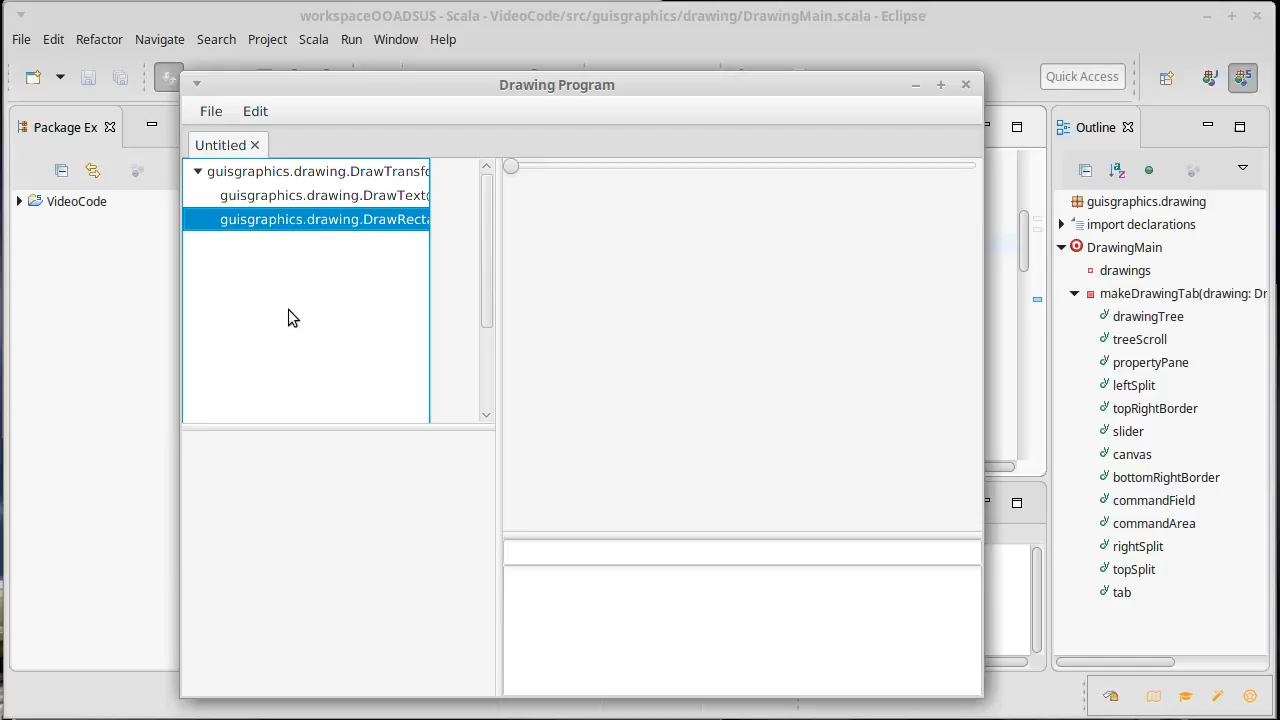 workspaceOOADSUS - Scala - VideoCode/src/guisgraphics/drawing/DrawingMain.scala - Eclipse
File Edit Refactor Navigate Search Project Scala Run Window Help
Quick Access
Drawing Program
File Edit
Untitled
guisgraphics.drawing.DrawTransfo
guisgraphics.drawing.DrawText(
guisgraphics.drawing.DrawRecta
Package Ex
VideoCode
Outline
guisgraphics.drawing
import declarations
DrawingMain
drawings
makeDrawingTab(drawing: Dr
drawingTree
treeScroll
propertyPane
leftSplit
topRightBorder
slider
canvas
bottomRightBorder
commandField
commandArea
rightSplit
topSplit
tab